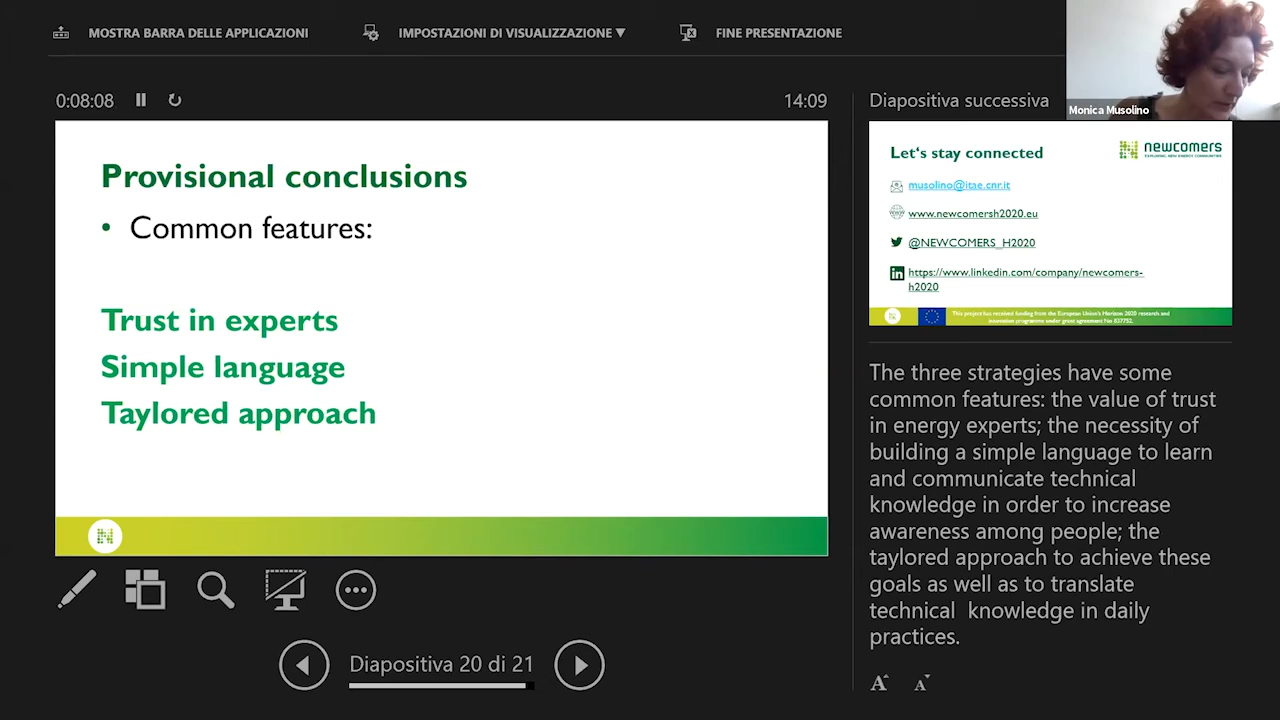 MOSTRA BARRA DELLE APPLICAZIONI
IMPOSTAZIONI DI VISUALIZZAZIONE ▼
FINE PRESENTAZIONE
Monica Musolino
0:08:08
14:09
Provisional conclusions
• Common features:
Trust in experts
Simple language
Taylored approach
Diapositiva 20 di 21
Diapositiva successiva
Let's stay connected
newcomers
EXPLORING NEW ENERGY COMMUNITIES
musolino@itae.cnr.it
www.newcomersh2020.eu
@NEWCOMERS_H2020
https://www.linkedin.com/company/newcomers-
h2020
This project has received funding from the European Union's Horizon 2020 research and
innovation programme under grant agreement No 837752.
The three strategies have some
common features: the value of trust
in energy experts; the necessity of
building a simple language to learn
and communicate technical
knowledge in order to increase
awareness among people; the
taylored approach to achieve these
goals as well as to translate
technical  knowledge in daily
practices.
A A